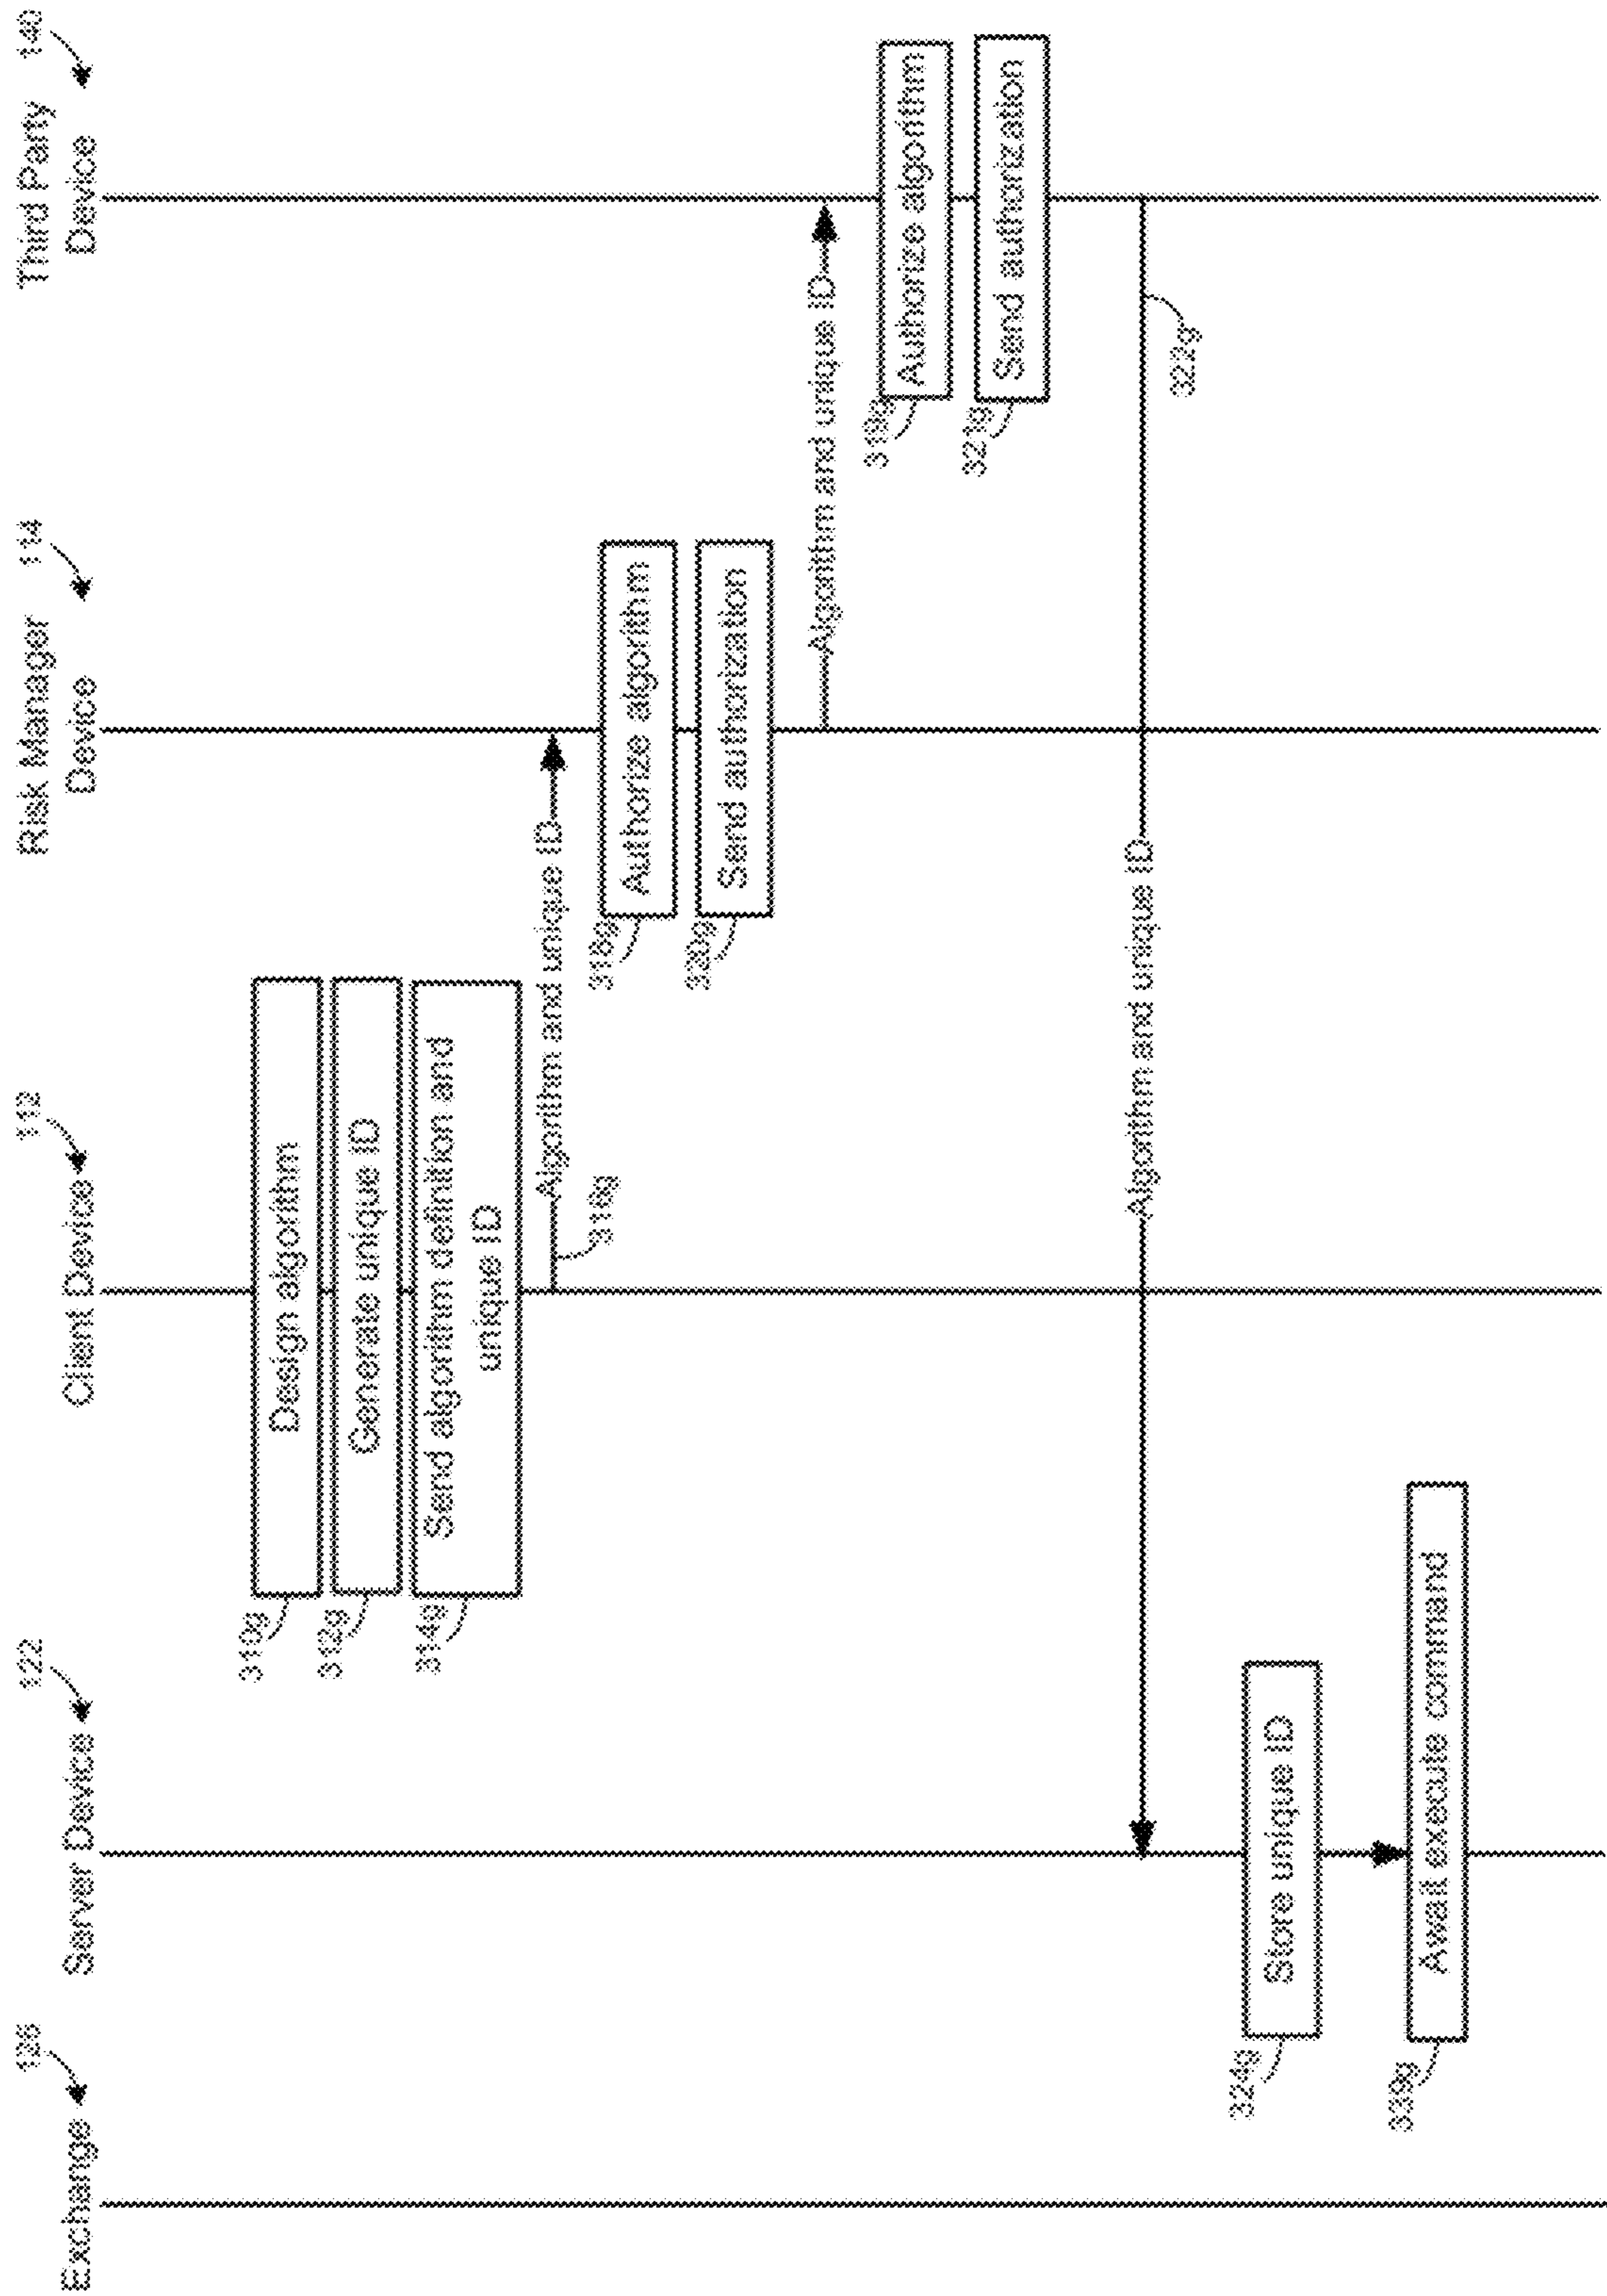 Exchange
126
Server Device
122
Client Device
112
Risk Manager
Device
114
Third Party
Device
140
310g
Design algorithm
312g
Generate unique ID
314g
Send algorithm definition and
unique ID
Algorithm and unique ID
316g
318g
Authorize algorithm
320g
Send authorization
Algorithm and unique ID
319g
Authorize algorithm
321g
Send authorization
Algorithm and unique ID
322g
324g
Store unique ID
339g
Await execute command